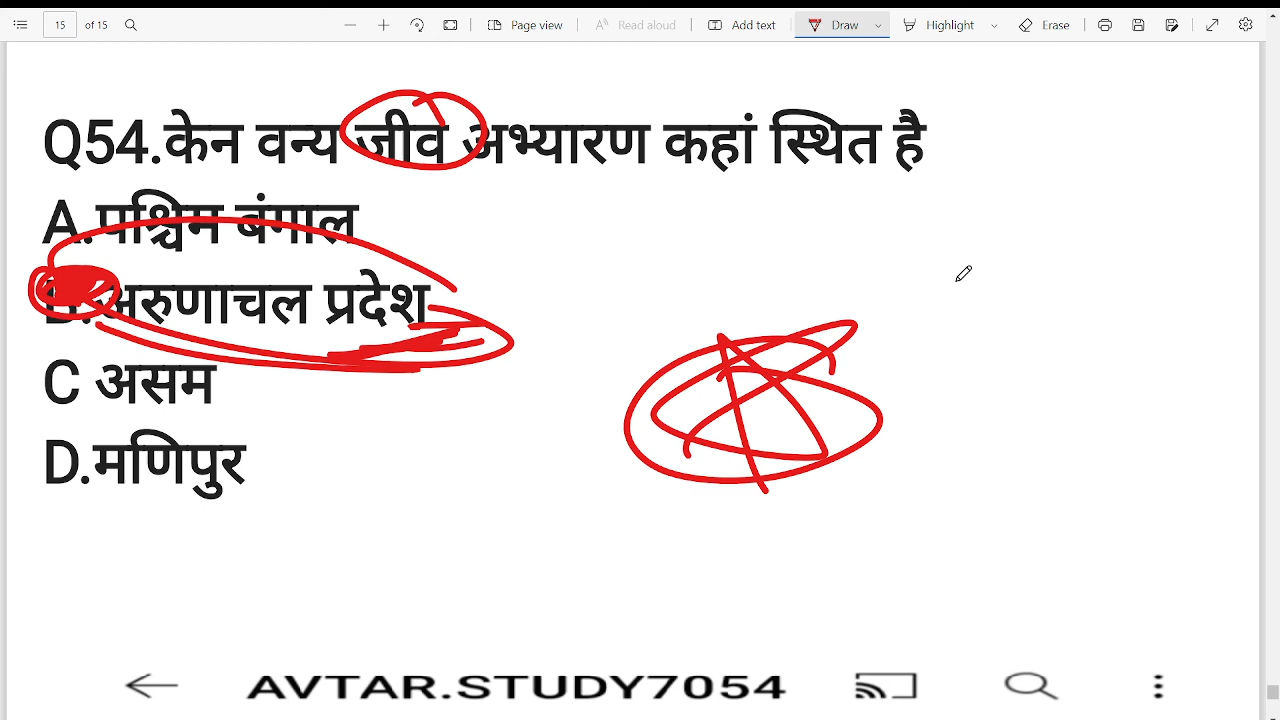 15 of 15 Page view Read aloud Add text Draw Highlight Erase
Q54.केन वन्य जीव अभ्यारण कहां स्थित है
A.पश्चिम बंगाल
B.अरुणाचल प्रदेश
C असम
D.मणिपुर
AVTAR.STUDY7054